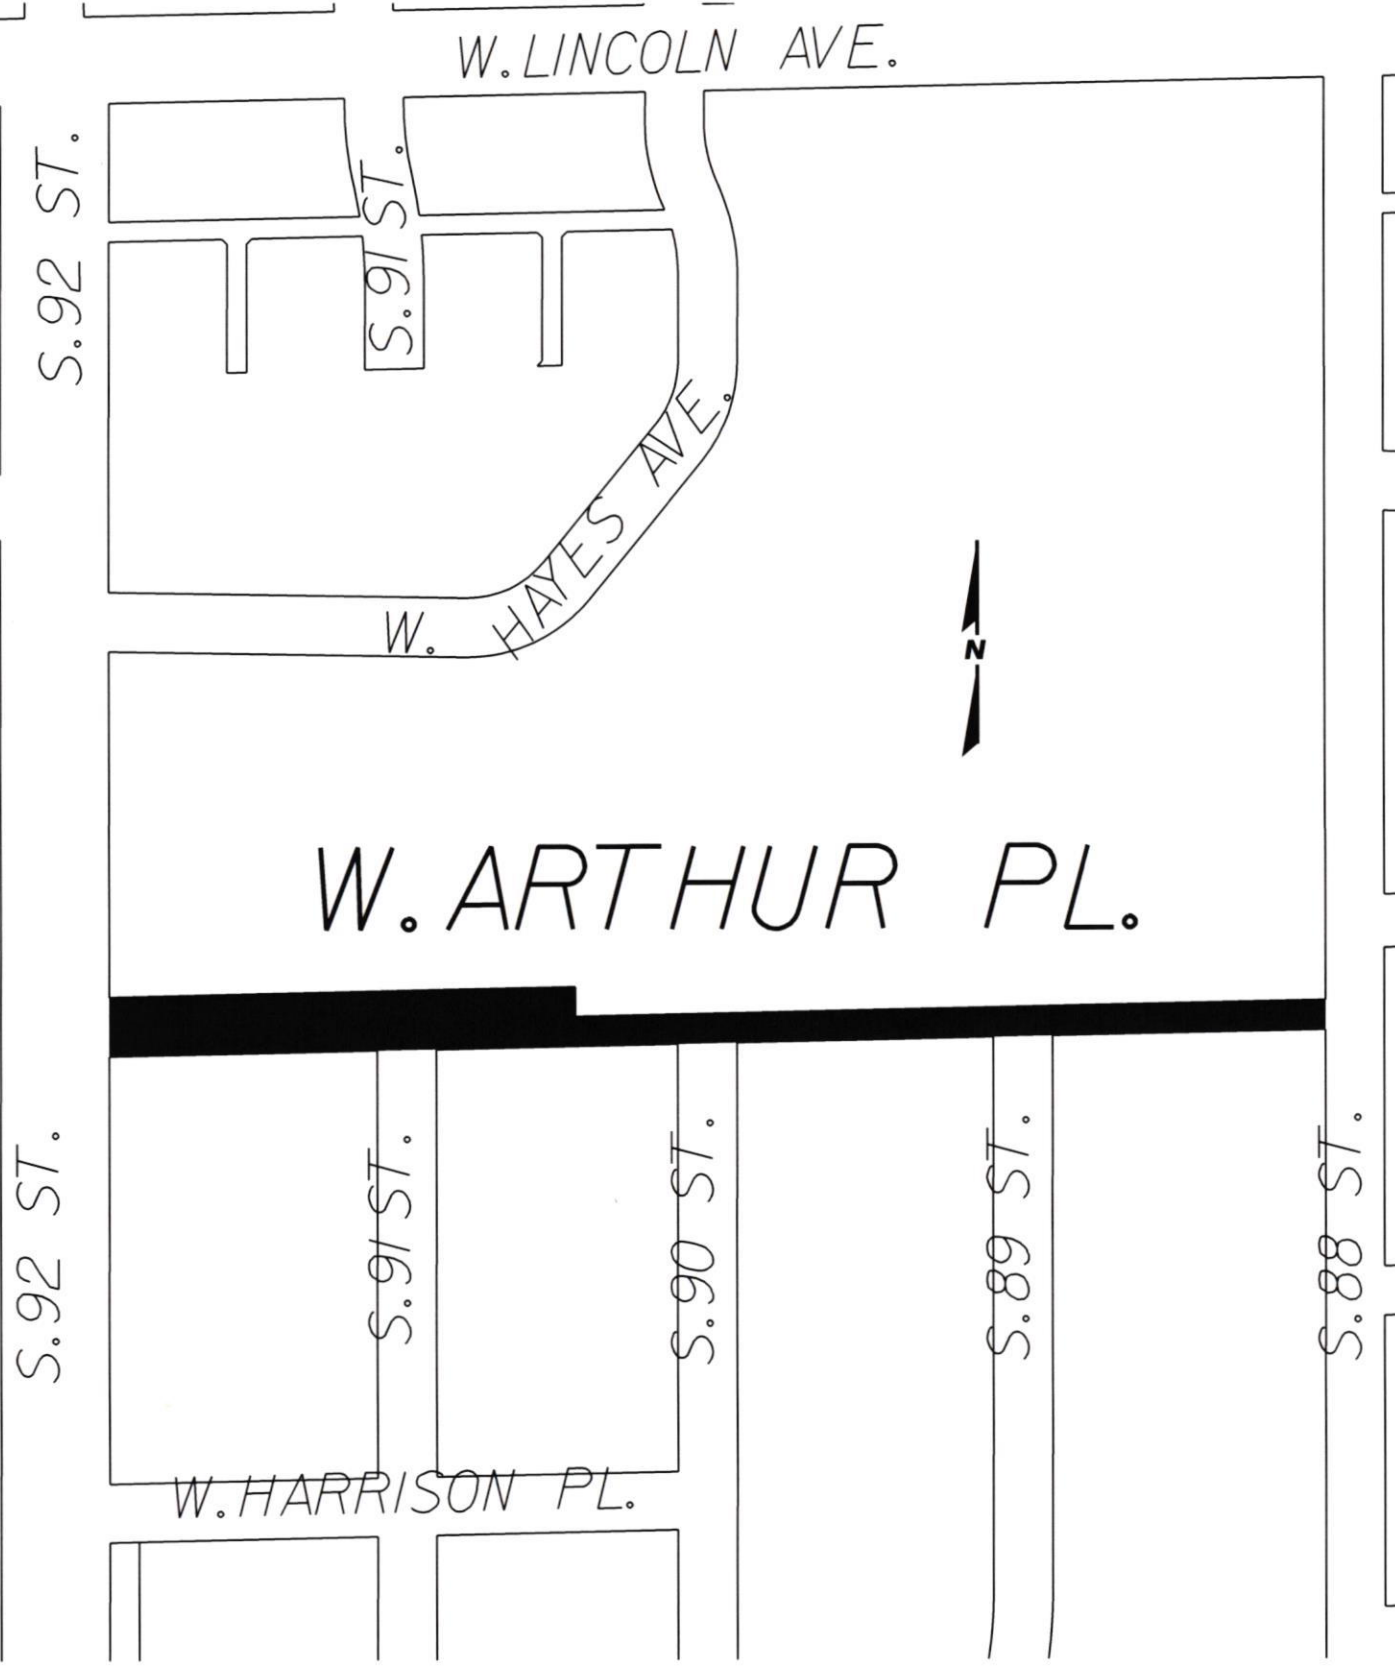 W. LINCOLN AVE.
S. 92 ST.
S. 91 ST.
W. HAYES AVE.
N
W. ARTHUR PL.
S. 92 ST.
S. 91 ST.
S. 90 ST.
S. 89 ST.
S. 88 ST.
W. HARRISON PL.